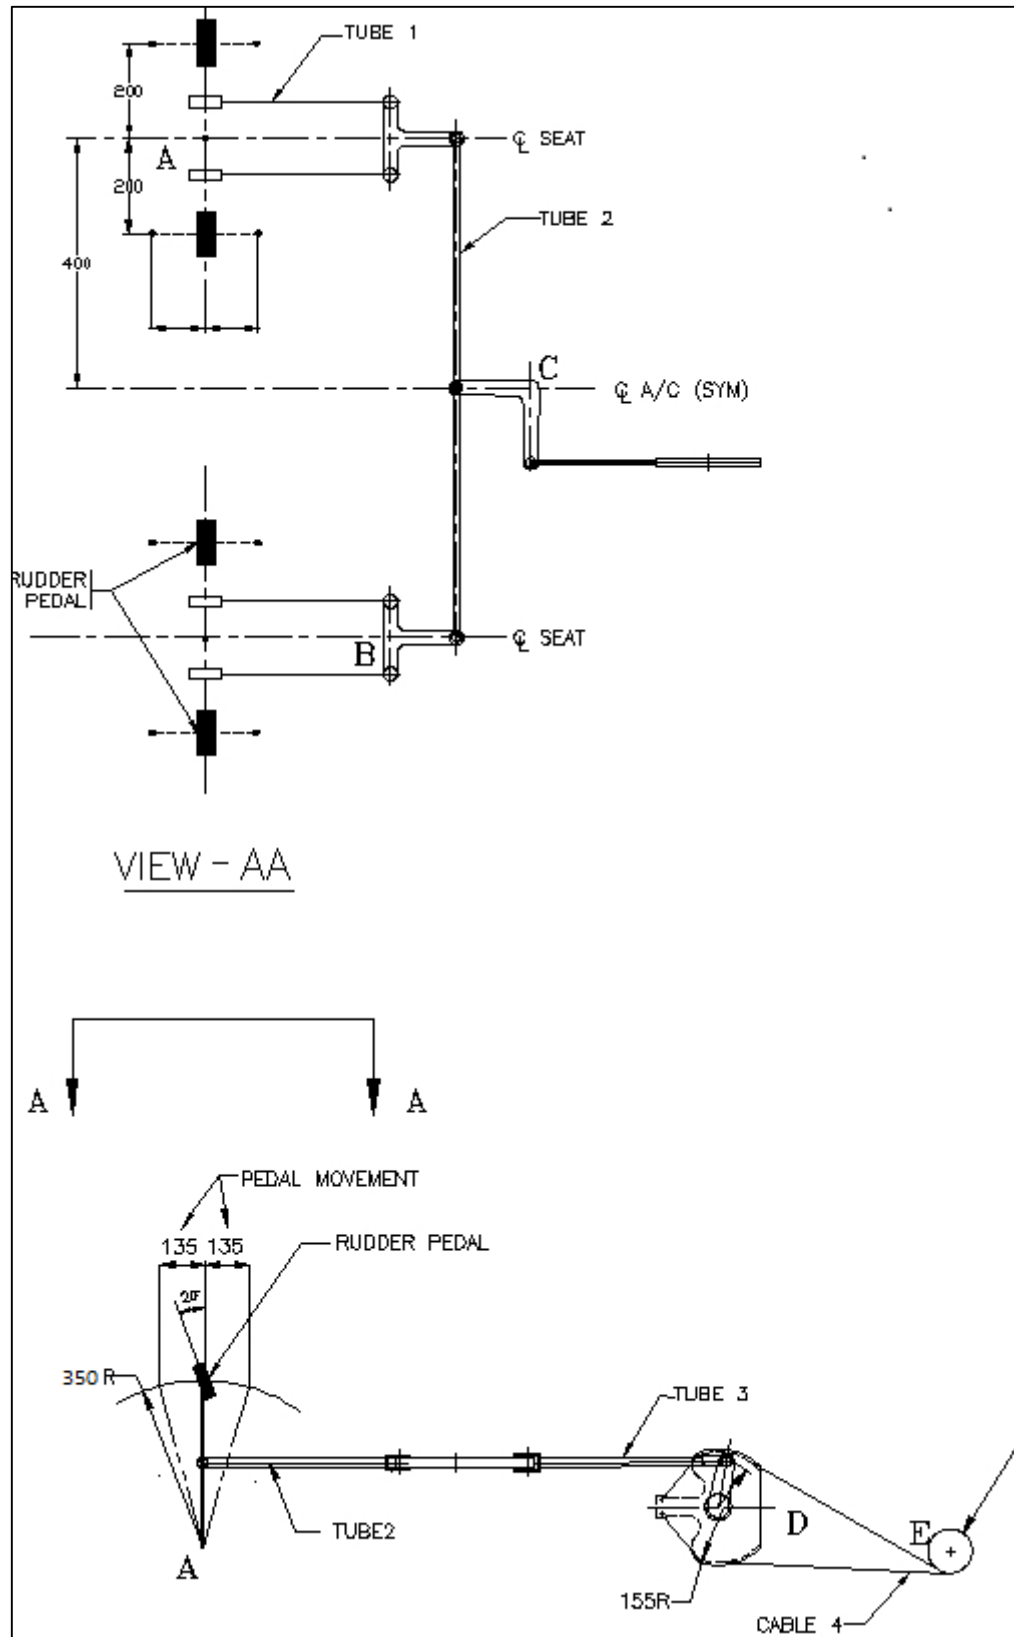 TUBE 1
200
℄ SEAT
A
200
TUBE 2
400
C
℄ A/C (SYM)
RUDDER
PEDAL
B
℄ SEAT
VIEW - AA
A
A
PEDAL MOVEMENT
135 135
RUDDER PEDAL
350 R
TUBE 3
TUBE2
D
E
A
155R
CABLE 4